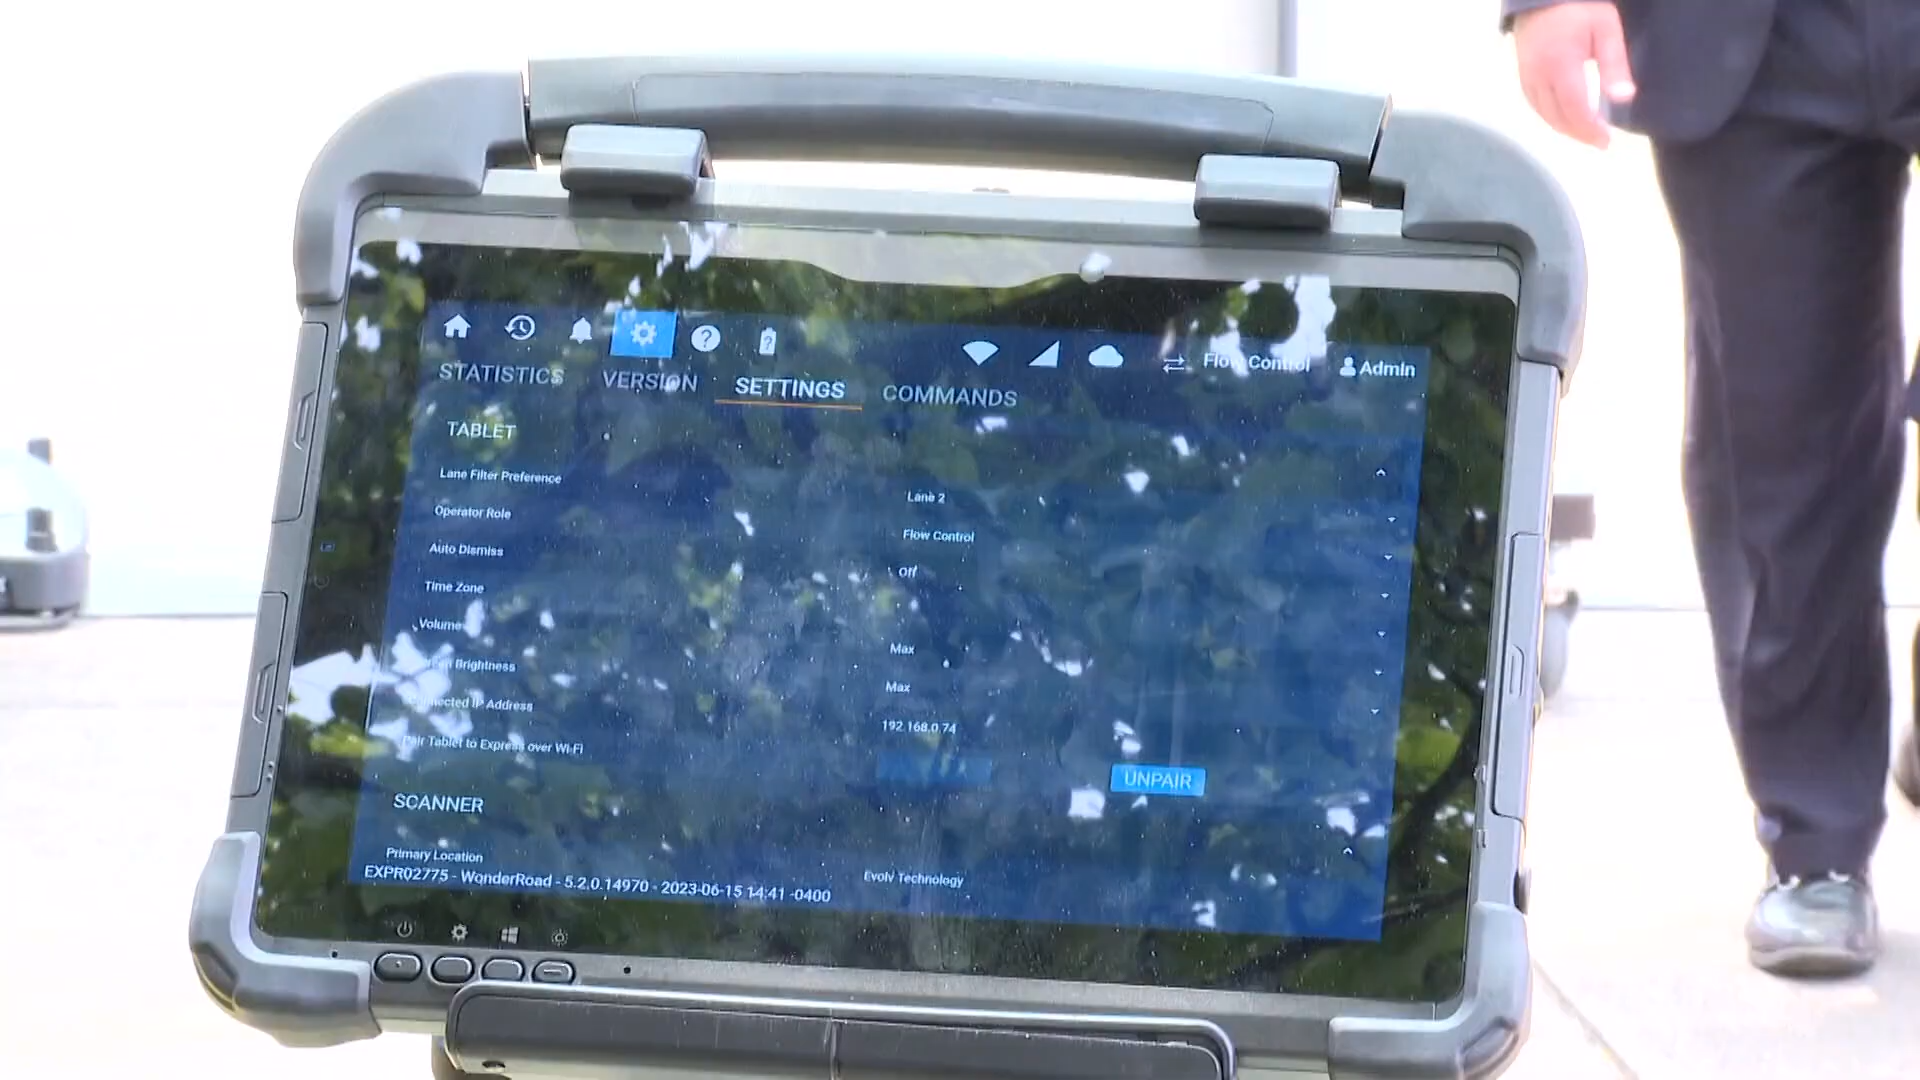 Flow Control Admin
STATISTICS VERSION SETTINGS COMMANDS
TABLET
Lane Filter Preference Lane 2
Operator Role Flow Control
Auto Dismiss Off
Time Zone
Volume Max
Brightness Max
IP Address 192.168.0.74
Pair Tablet to Express over Wi-Fi UNPAIR
SCANNER
Primary Location Evolv Technology
EXPR02775 - WonderRoad - 5.2.0.14970 - 2023-06-15 14:41 -0400